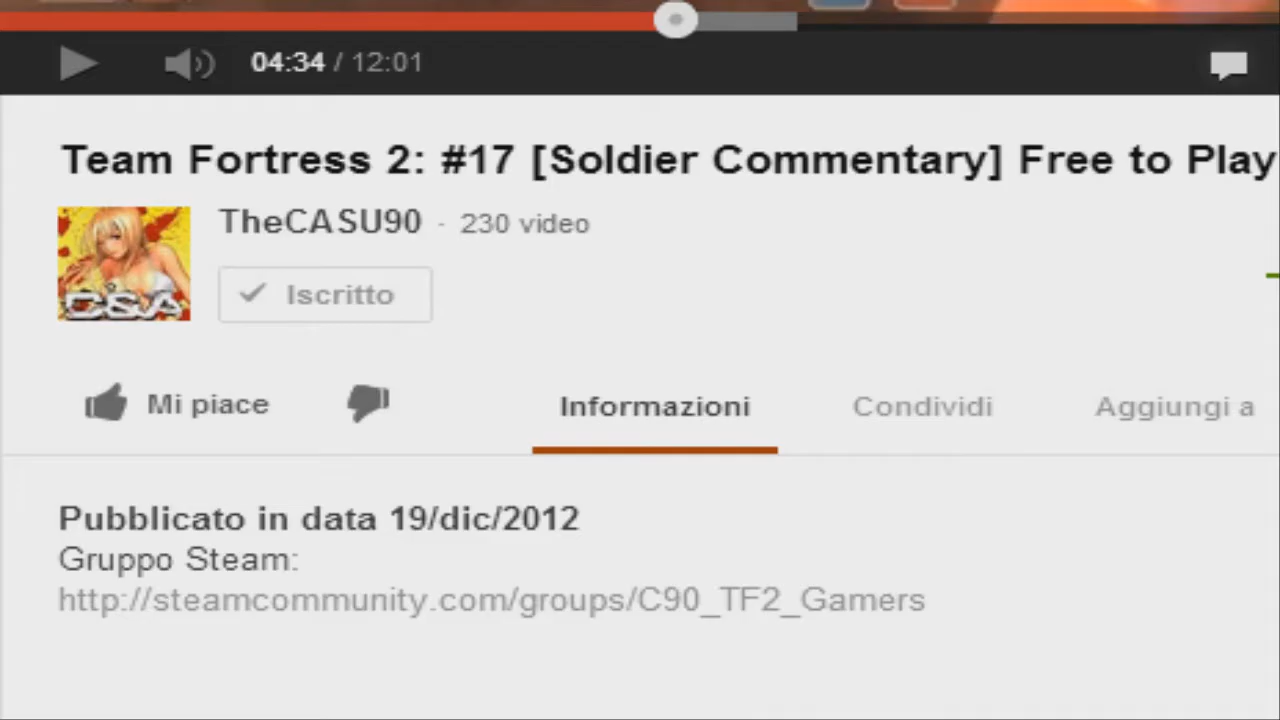 04:34 / 12:01
Team Fortress 2: #17 [Soldier Commentary] Free to Play
TheCASU90 - 230 video
C&A
Iscritto
Mi piace Informazioni Condividi Aggiungi a
Pubblicato in data 19/dic/2012
Gruppo Steam:
http://steamcommunity.com/groups/C90_TF2_Gamers